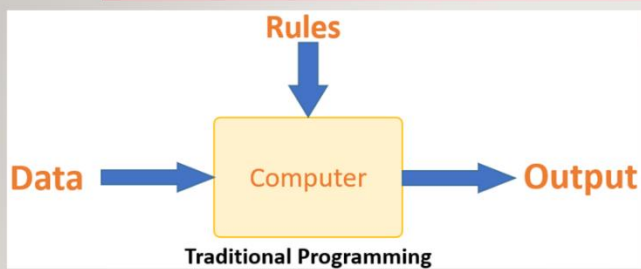 Rules
Data
Computer
Output
Traditional Programming